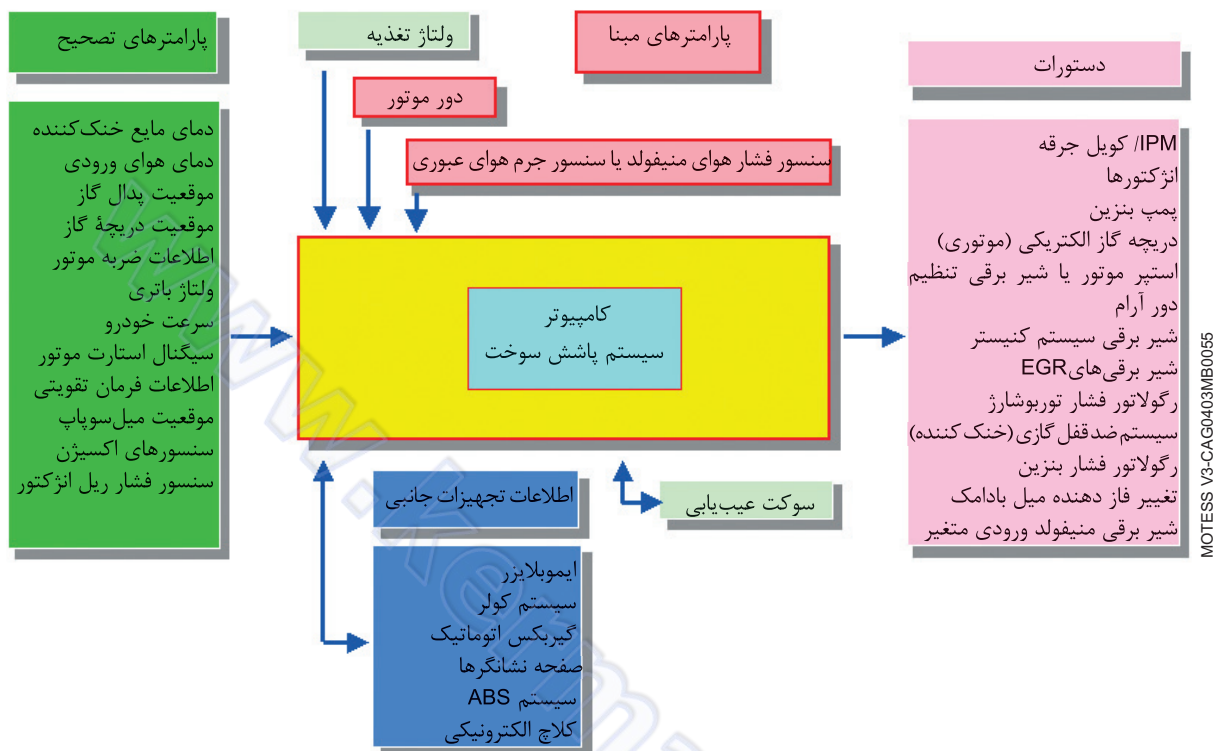 پارامترهای تصحیح
ولتاژ تغذیه
پارامترهای مبنا
دستورات
دور موتور
سنسور فشار هوای منیفولد یا سنسور جرم هوای عبوری
دمای مایع خنک‌کننده
دمای هوای ورودی
موقعیت پدال گاز
موقعیت دریچهٔ گاز
اطلاعات ضربه موتور
ولتاژ باتری
سرعت خودرو
سیگنال استارت موتور
اطلاعات فرمان تقویتی
موقعیت میل‌سوپاپ
سنسورهای اکسیژن
سنسور فشار ریل انژکتور
کامپیوتر
سیستم پاشش سوخت
IPM/ کویل جرقه
انژکتورها
پمپ بنزین
دریچه گاز الکتریکی (موتوری)
استپر موتور یا شیر برقی تنظیم
دور آرام
شیر برقی سیستم کنیستر
شیر برقی‌هایEGR
رگولاتور فشار توربوشارژ
سیستم ضدقفل گازی(خنک کننده)
رگولاتور فشار بنزین
تغییر فاز دهنده میل بادامک
شیر برقی منیفولد ورودی متغیر
اطلاعات تجهیزات جانبی
سوکت عیب‌یابی
ایموبلایزر
سیستم کولر
گیربکس اتوماتیک
صفحه نشانگرها
سیستم ABS
کلاچ الکترونیکی
MOTESS V3-CAG0403MB0055